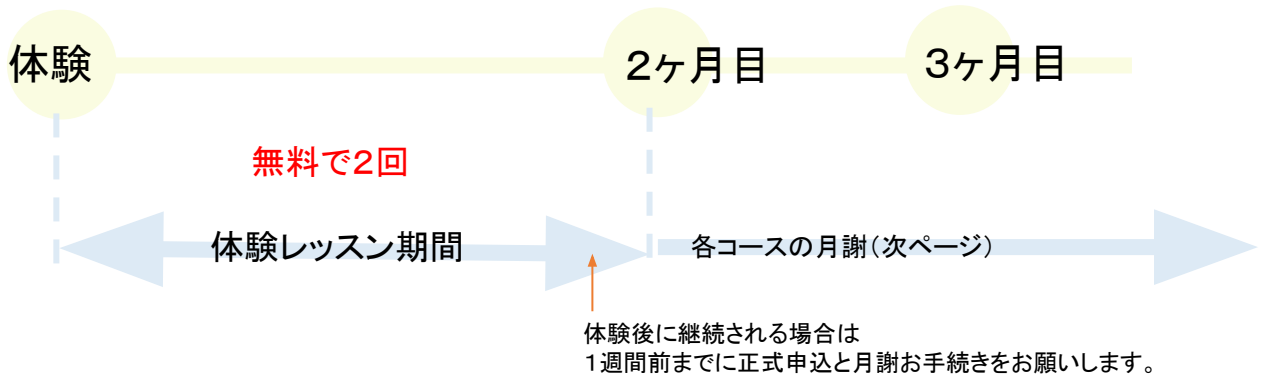 体験
２ヶ月目
３ヶ月目
無料で２回
体験レッスン期間
各コースの月謝（次ページ）
体験後に継続される場合は
１週間前までに正式申込と月謝お手続きをお願いします。